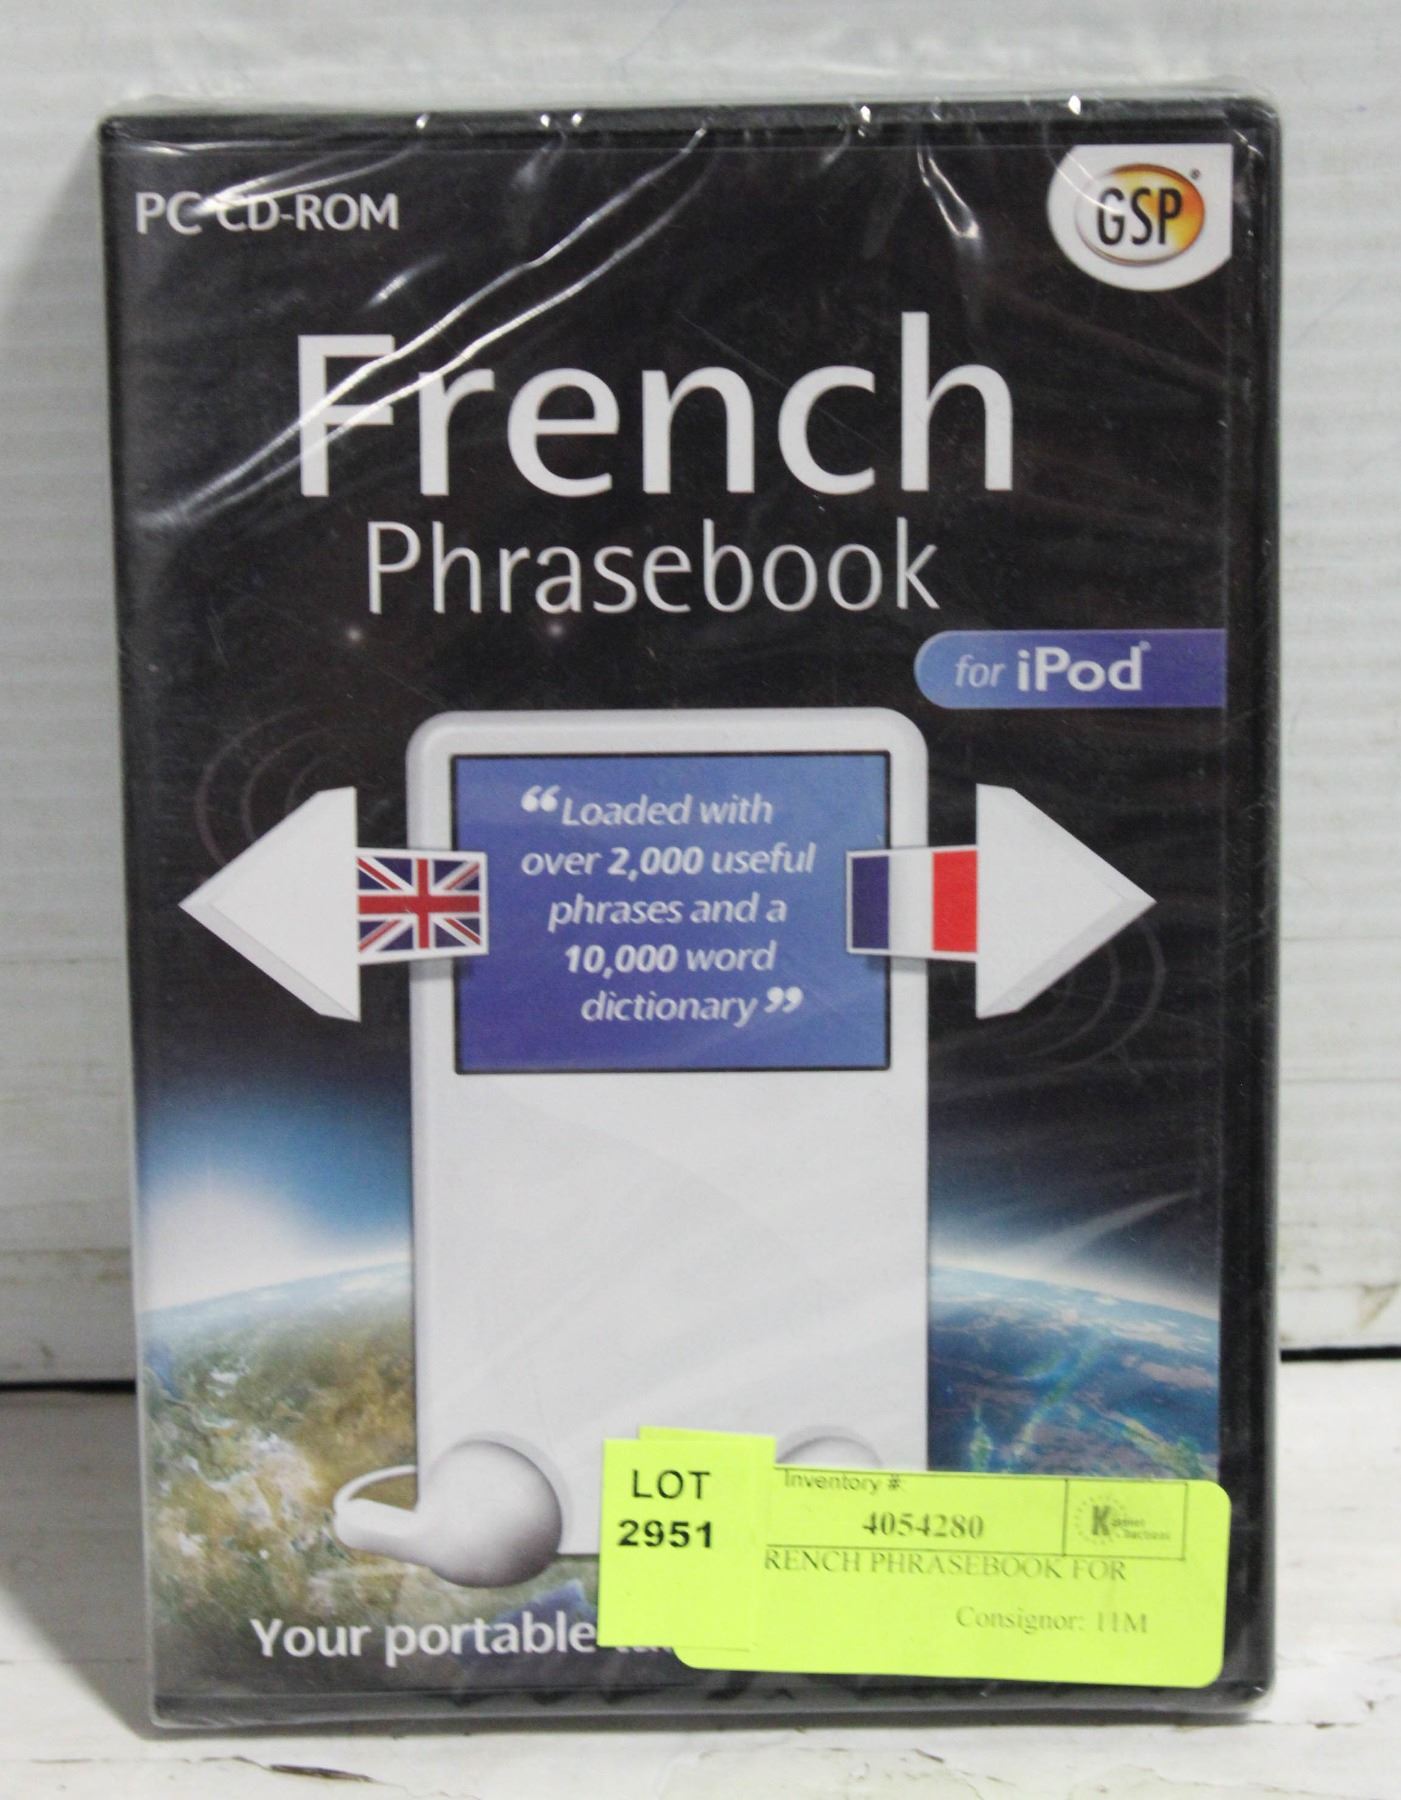 PC CD-ROM
GSP®
French
Phrasebook
for iPod®
“Loaded with
over 2,000 useful
phrases and a
10,000 word
dictionary”
LOT
2951
Inventory #:
4054280
RENCH PHRASEBOOK FOR
Consignor: 11M
Your portable